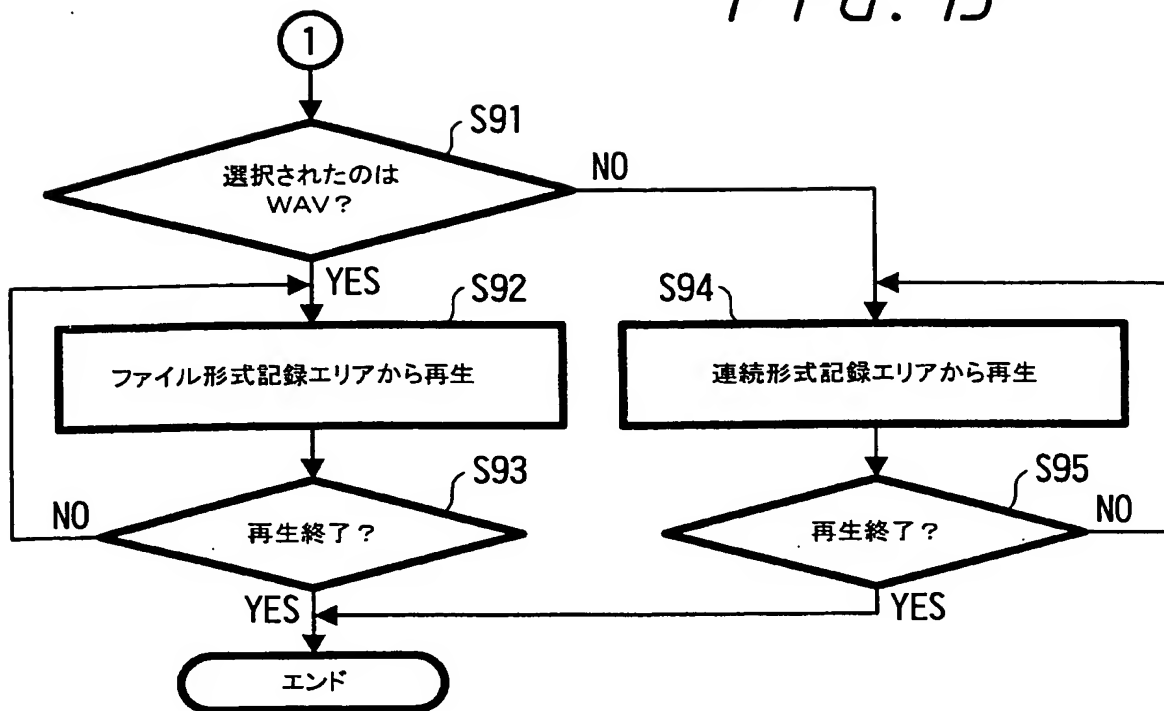 FIG.
1
S91
選択されたのは
WAV?
NO
YES
S92
S94
ファイル形式記録エリアから再生
連続形式記録エリアから再生
S93
S95
NO
再生終了?
再生終了?
NO
YES
YES
エンド